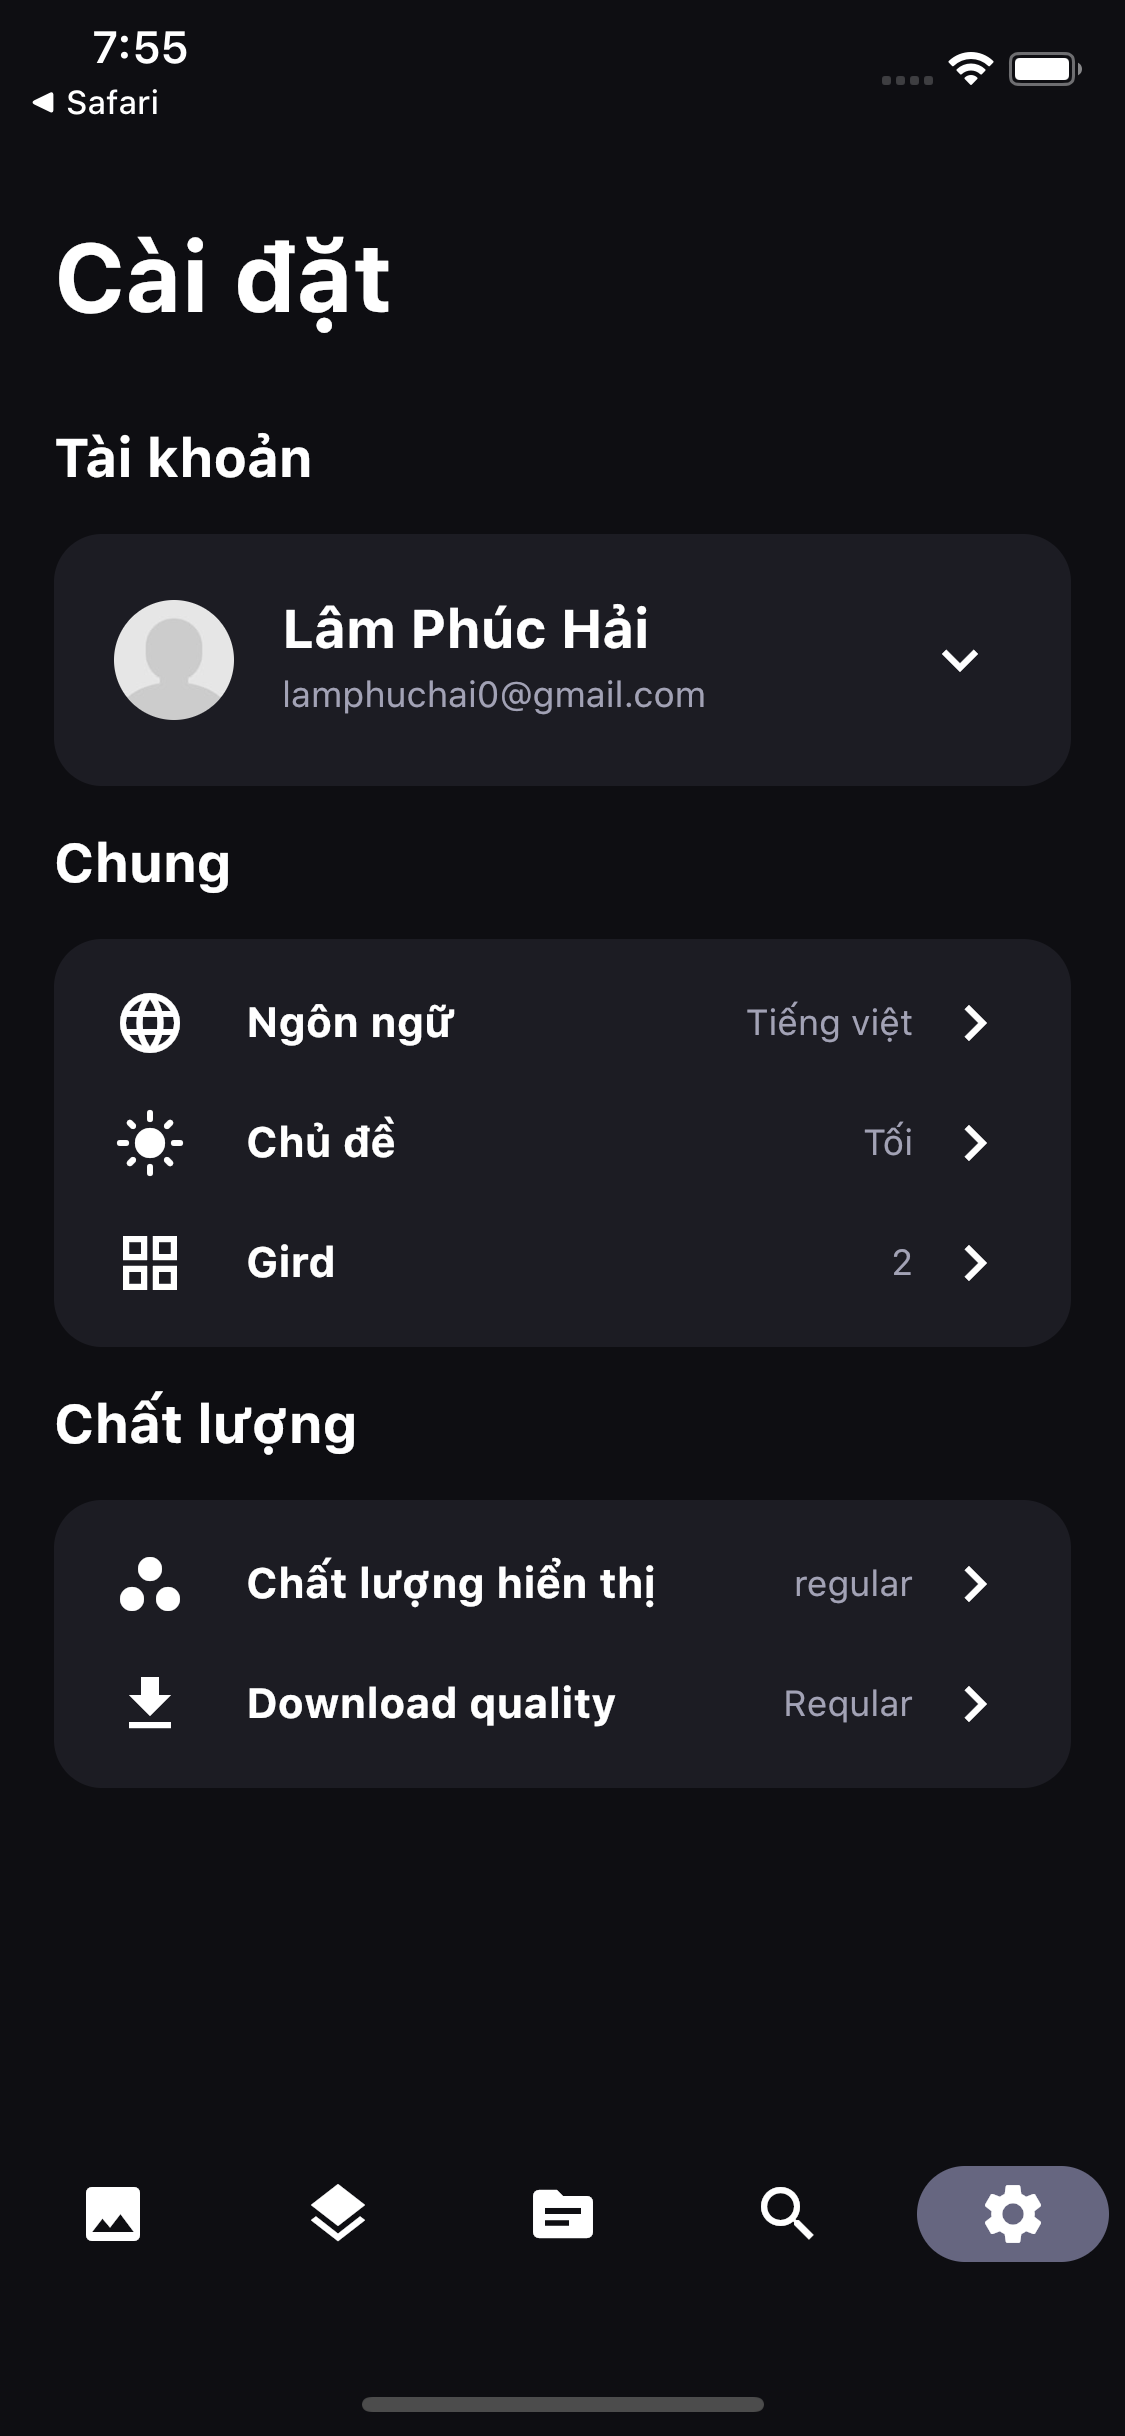 7:55
Safari
Cài đặt
Tài khoản
Lâm Phúc Hải
lamphuchai0@gmail.com
Chung
Ngôn ngữ Tiếng việt
Chủ đề Tối
Gird 2
Chất lượng
Chất lượng hiển thị regular
Download quality Reqular